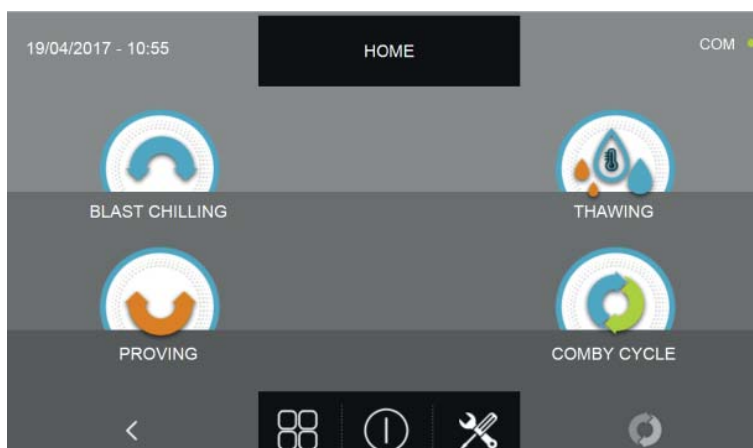 19/04/2017 - 10:55
HOME
COM
BLAST CHILLING
THAWING
PROVING
COMBY CYCLE